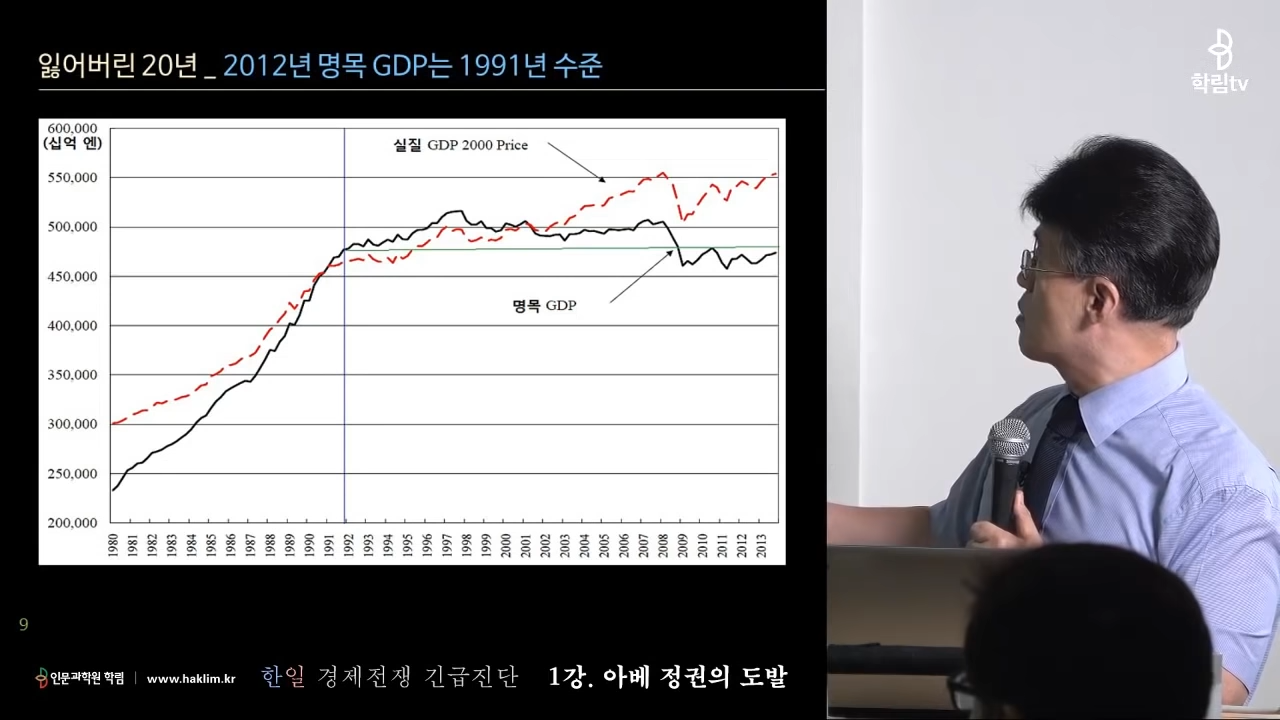 잃어버린 20년 _ 2012년 명목 GDP는 1991년 수준
학림tv
600,000
(십억 엔)
550,000
500,000
450,000
400,000
350,000
300,000
250,000
200,000
실질 GDP 2000 Price
명목 GDP
1980 1981 1982 1983 1984 1985 1986 1987 1988 1989 1990 1991 1992 1993 1994 1995 1996 1997 1998 1999 2000 2001 2002 2003 2004 2005 2006 2007 2008 2009 2010 2011 2012 2013
9
인문과학원 학림 | www.haklim.kr
한일 경제전쟁 긴급진단 1강. 아베 정권의 도발